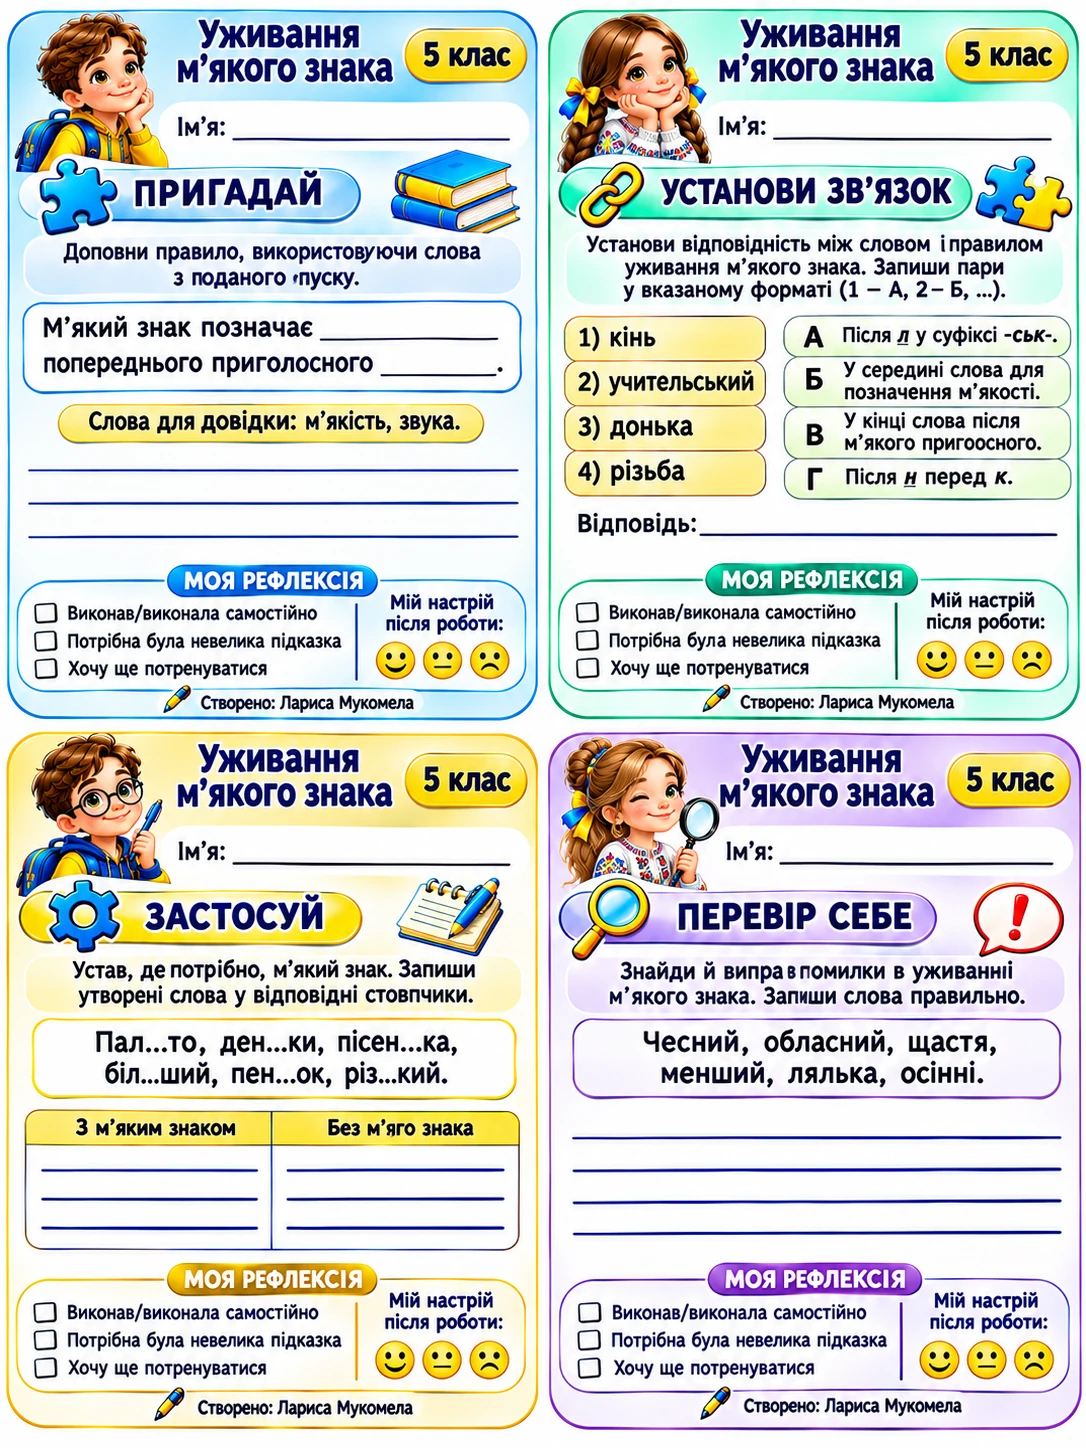 Уживання
м’якого знака
5 клас
Ім’я:
ПРИГАДАЙ
Доповни правило, використовуючи слова
з поданого
М’який знак позначає
попереднього приголосного
Слова для довідки: м’якість, звука.
МОЯ РЕФЛЕКСІЯ
Виконав/виконала самостійно
Потрібна була невелика підказка
Хочу ще потренуватися
Мій настрій
після роботи:
Створено: Лариса Мукомела
Уживання
м’якого знака
5 клас
Ім’я:
УСТАНОВИ ЗВ’ЯЗОК
Установи відповідність між словом і правилом
уживання м’якого знака. Запиши пари
у вказаному форматі (1 – А, 2 – Б, ...).
1) кінь
2) учительський
3) донька
4) різьба
А Після л у суфіксі -ськ-.
Б У середині слова для
позначення м’якості.
В У кінці слова після
м’якого пригоосного.
Г Після н перед к.
Відповідь:
МОЯ РЕФЛЕКСІЯ
Виконав/виконала самостійно
Потрібна була невелика підказка
Хочу ще потренуватися
Мій настрій
після роботи:
Створено: Лариса Мукомела
Уживання
м’якого знака
5 клас
Ім’я:
ЗАСТОСУЙ
Устав, де потрібно, м’який знак. Запиши
утворені слова у відповідні стовпчики.
Пал...то, ден...ки, пісен...ка,
біл...ший, пен...ок, різ...кий.
З м’яким знаком
Без м’яго знака
МОЯ РЕФЛЕКСІЯ
Виконав/виконала самостійно
Потрібна була невелика підказка
Хочу ще потренуватися
Мій настрій
після роботи:
Створено: Лариса Мукомела
Уживання
м’якого знака
5 клас
Ім’я:
ПЕРЕВІР СЕБЕ
Знайди й виправ помилки в уживанні
м’якого знака. Запиши слова правильно.
Чесний, обласний, щастя,
менший, лялька, осінні.
МОЯ РЕФЛЕКСІЯ
Виконав/виконала самостійно
Потрібна була невелика підказка
Хочу ще потренуватися
Мій настрій
після роботи:
Створено: Лариса Мукомела